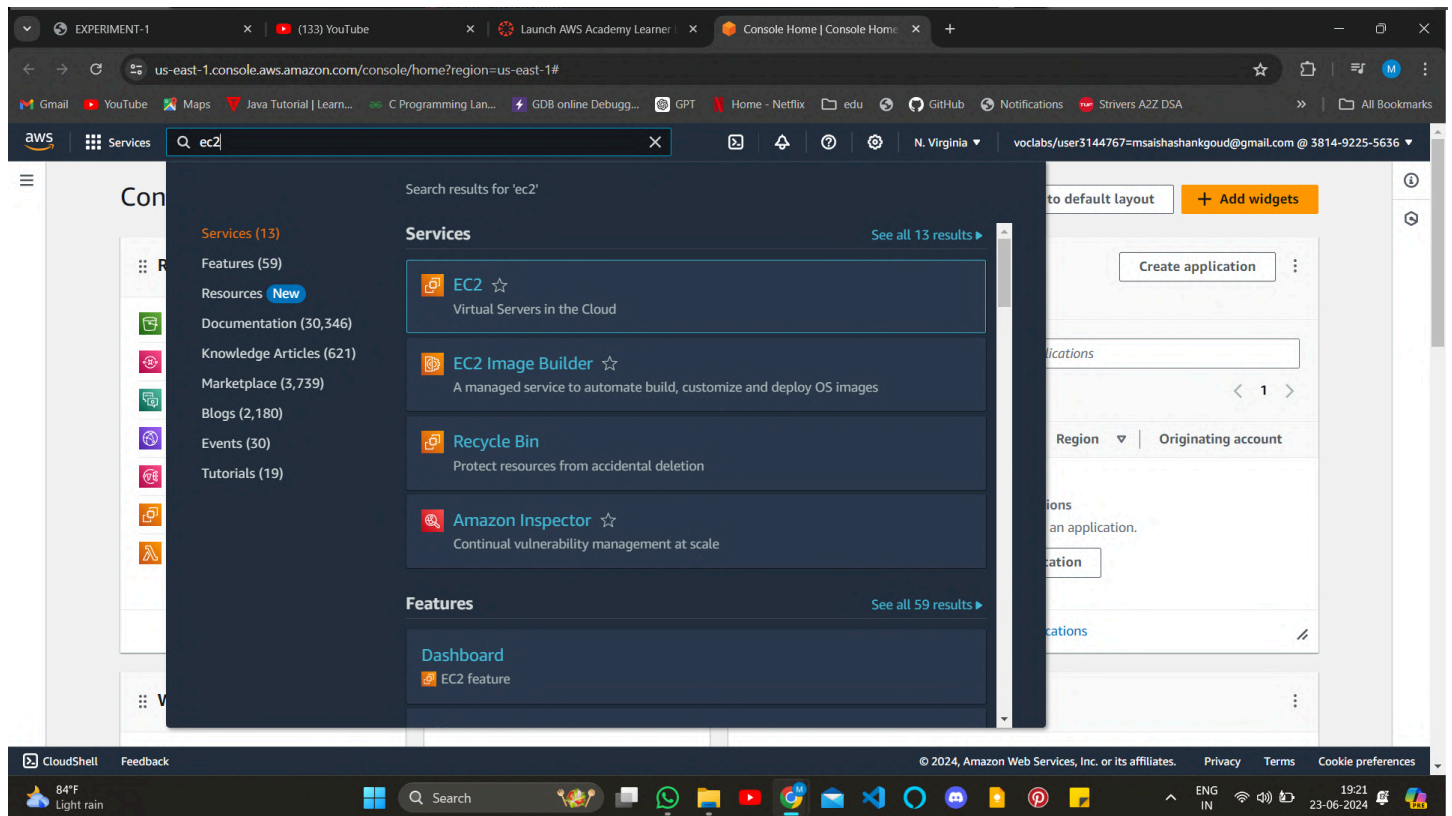 EXPERIMENT-1
(133) YouTube
Launch AWS Academy Learner
Console Home | Console Home
us-east-1.console.aws.amazon.com/console/home?region=us-east-1#
M
Gmail YouTube Maps Java Tutorial | Learn... C Programming Lan... GDB online Debugg... GPT Home - Netflix edu GitHub Notifications Strivers A2Z DSA » All Bookmarks
aws Services ec2 N. Virginia voclabs/user3144767=msaishashankgoud@gmail.com @ 3814-9225-5636
Con
to default layout
+ Add widgets
Search results for 'ec2'
Services (13)
Features (59)
Resources New
Documentation (30,346)
Knowledge Articles (621)
Marketplace (3,739)
Blogs (2,180)
Events (30)
Tutorials (19)
Services
See all 13 results
EC2
Virtual Servers in the Cloud
EC2 Image Builder
A managed service to automate build, customize and deploy OS images
Recycle Bin
Protect resources from accidental deletion
Amazon Inspector
Continual vulnerability management at scale
Features
See all 59 results
Dashboard
EC2 feature
R
W
Create application
lications
1
Region
Originating account
ions
an application.
cation
cations
CloudShell Feedback © 2024, Amazon Web Services, Inc. or its affiliates. Privacy Terms Cookie preferences
84°F
Light rain
Search
ENG
IN
19:21
23-06-2024
PRE